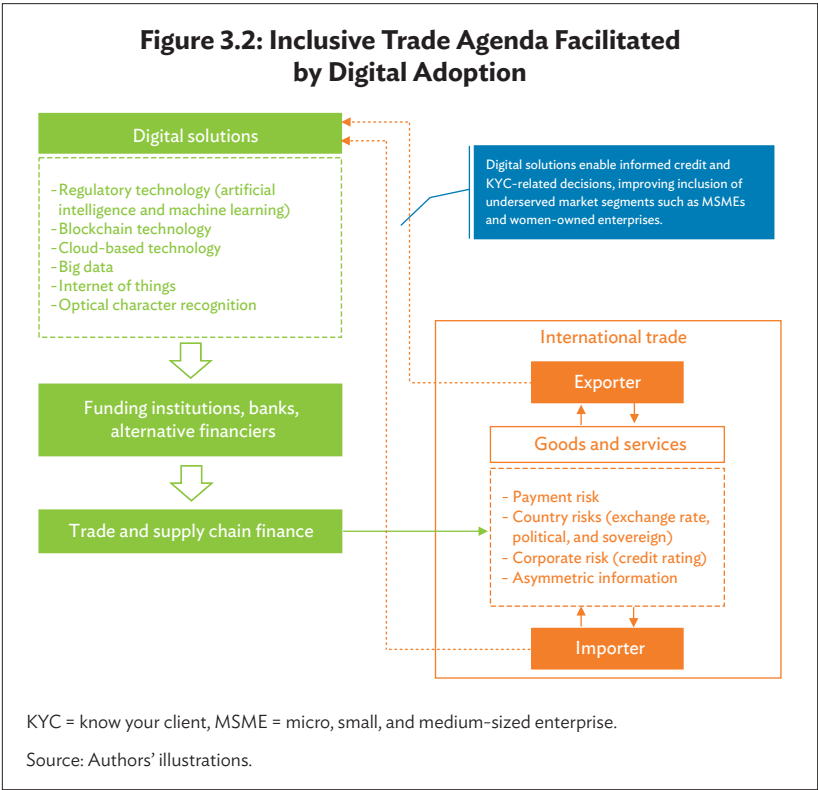 Figure 3.2: Inclusive Trade Agenda Facilitated
by Digital Adoption
Digital solutions
-Regulatory technology (artificial
intelligence and machine learning)
-Blockchain technology
-Cloud-based technology
-Big data
-Internet of things
-Optical character recognition
Funding institutions, banks,
alternative financiers
Trade and supply chain finance
Digital solutions enable informed credit and
KYC-related decisions, improving inclusion of
underserved market segments such as MSMEs
and women-owned enterprises.
International trade
Exporter
Goods and services
- Payment risk
- Country risks (exchange rate,
political, and sovereign)
- Corporate risk (credit rating)
- Asymmetric information
Importer
KYC = know your client, MSME = micro, small, and medium-sized enterprise.
Source: Authors’ illustrations.